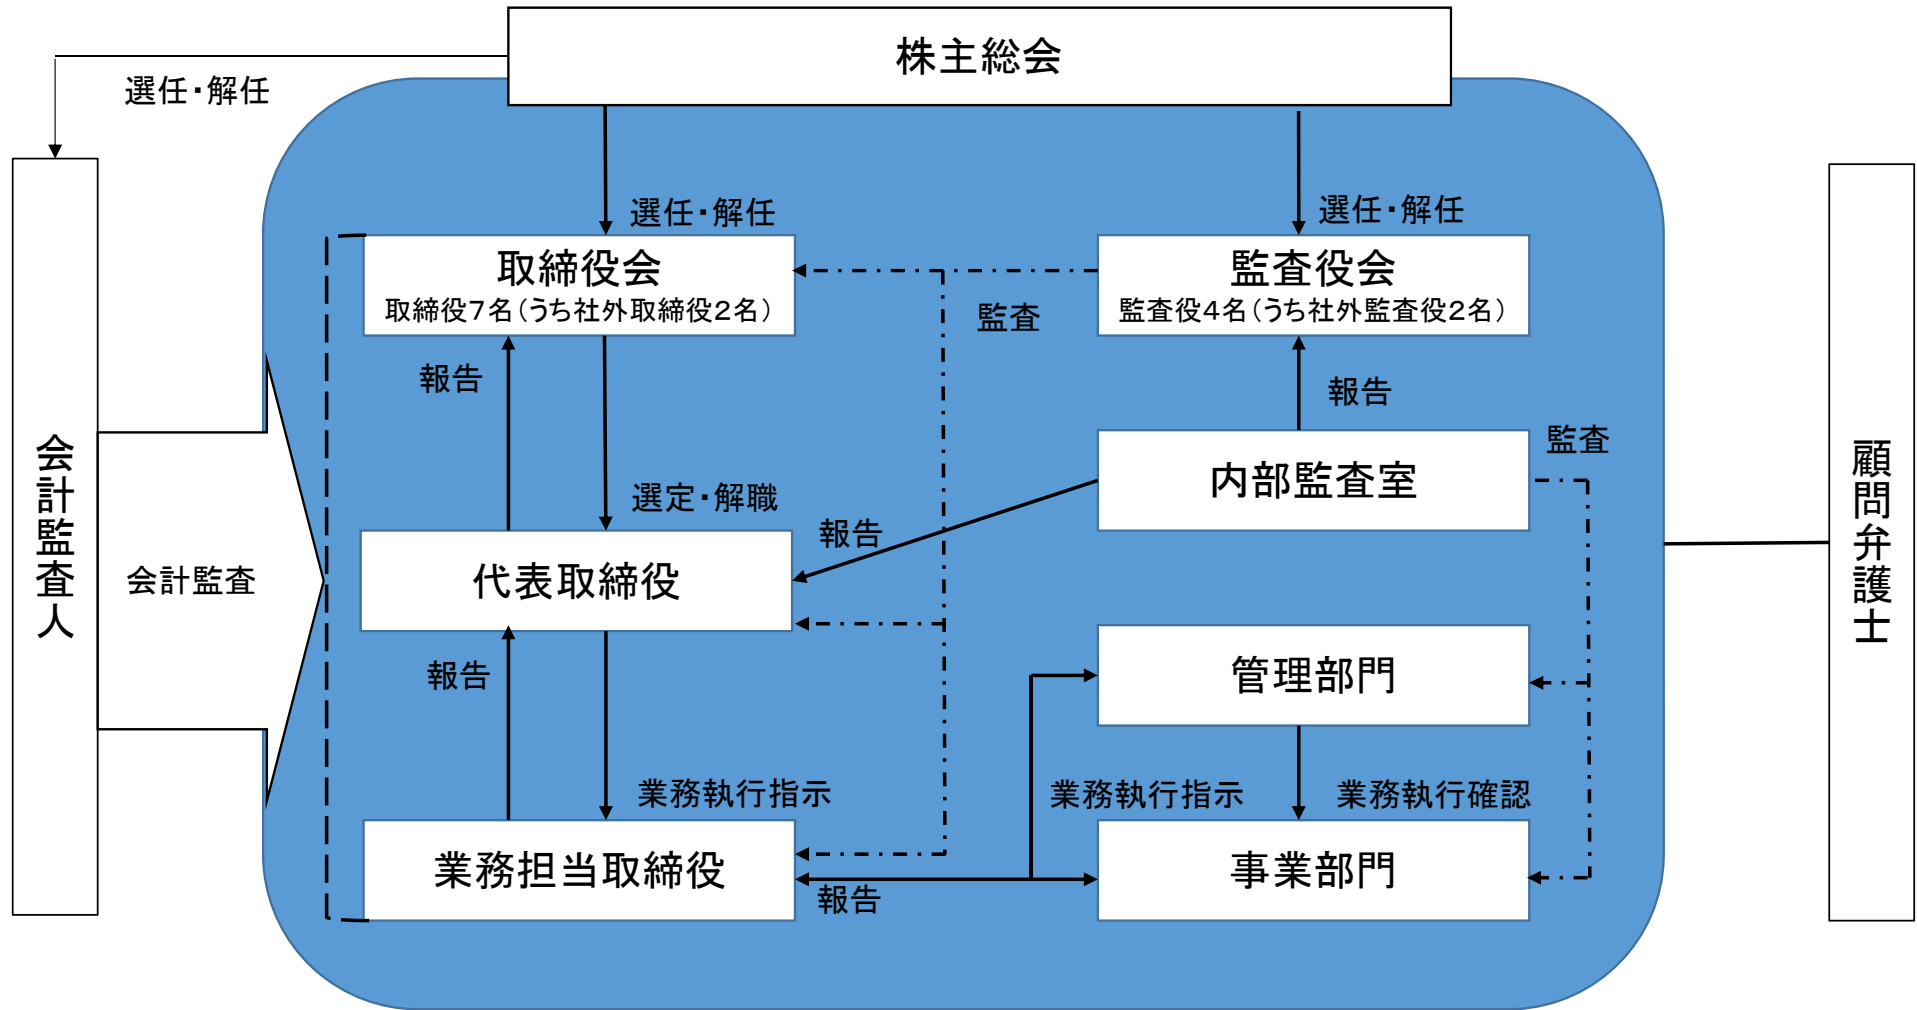 株主総会
選任・解任
選任・解任
選任・解任
取締役会
取締役7名(うち社外取締役2名)
監査役会
監査役4名(うち社外監査役2名)
監査
報告
報告
監査
内部監査室
選定・解職
報告
会計監査人
会計監査
代表取締役
顧問弁護士
報告
管理部門
業務執行指示
業務執行指示
業務執行確認
業務担当取締役
報告
事業部門